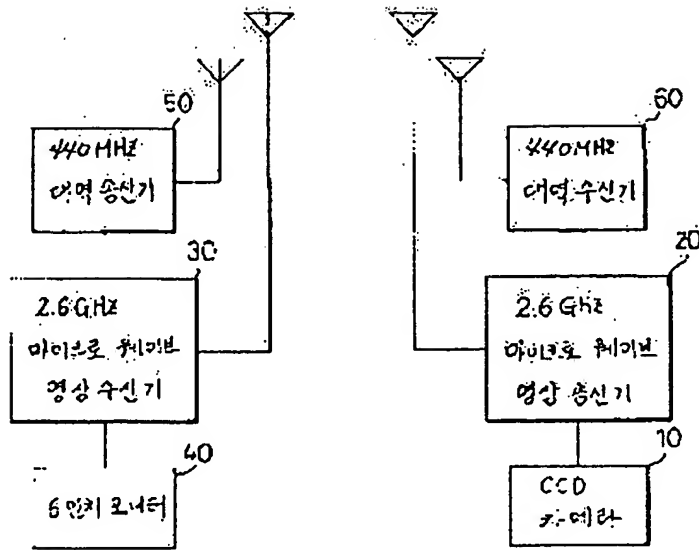 50
440MHZ
대역 송신기
30
2.6GHz
마이크로 웨이브
영상 수신기
40
6인치 모니터
60
440MHz
대역 수신기
20
2.6GHz
마이크로 웨이브
영상 송신기
10
CCD
카메라